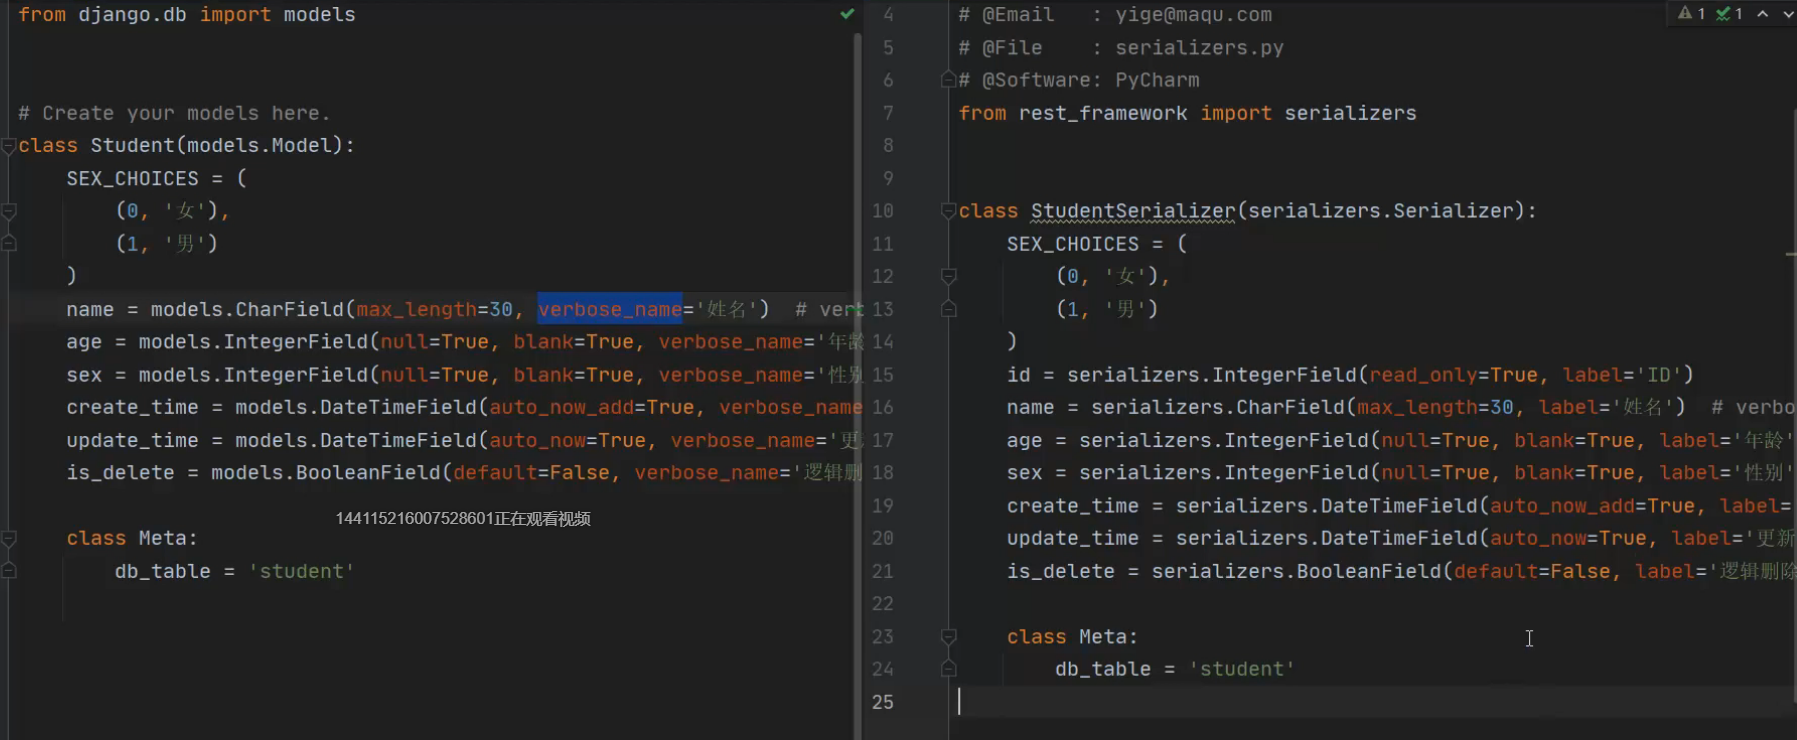 from django.db import models
# Create your models here.
class Student(models.Model):
SEX_CHOICES = (
(0, '女'),
(1, '男')
)
name = models.CharField(max_length=30, verbose_name='姓名')  # verb
age = models.IntegerField(null=True, blank=True, verbose_name='年龄
sex = models.IntegerField(null=True, blank=True, verbose_name='性别
create_time = models.DateTimeField(auto_now_add=True, verbose_name
update_time = models.DateTimeField(auto_now=True, verbose_name='更
is_delete = models.BooleanField(default=False, verbose_name='逻辑删
144115216007528601正在观看视频
class Meta:
db_table = 'student'
4 # @Email   : yige@maqu.com
5 # @File    : serializers.py
6 # @Software: PyCharm
7 from rest_framework import serializers
8
9
10 class StudentSerializer(serializers.Serializer):
11 SEX_CHOICES = (
12 (0, '女'),
13 (1, '男')
14 )
15 id = serializers.IntegerField(read_only=True, label='ID')
16 name = serializers.CharField(max_length=30, label='姓名')  # verbo
17 age = serializers.IntegerField(null=True, blank=True, label='年龄'
18 sex = serializers.IntegerField(null=True, blank=True, label='性别'
19 create_time = serializers.DateTimeField(auto_now_add=True, label=
20 update_time = serializers.DateTimeField(auto_now=True, label='更新
21 is_delete = serializers.BooleanField(default=False, label='逻辑删除
22
23 class Meta:
24 db_table = 'student'
25
1 1